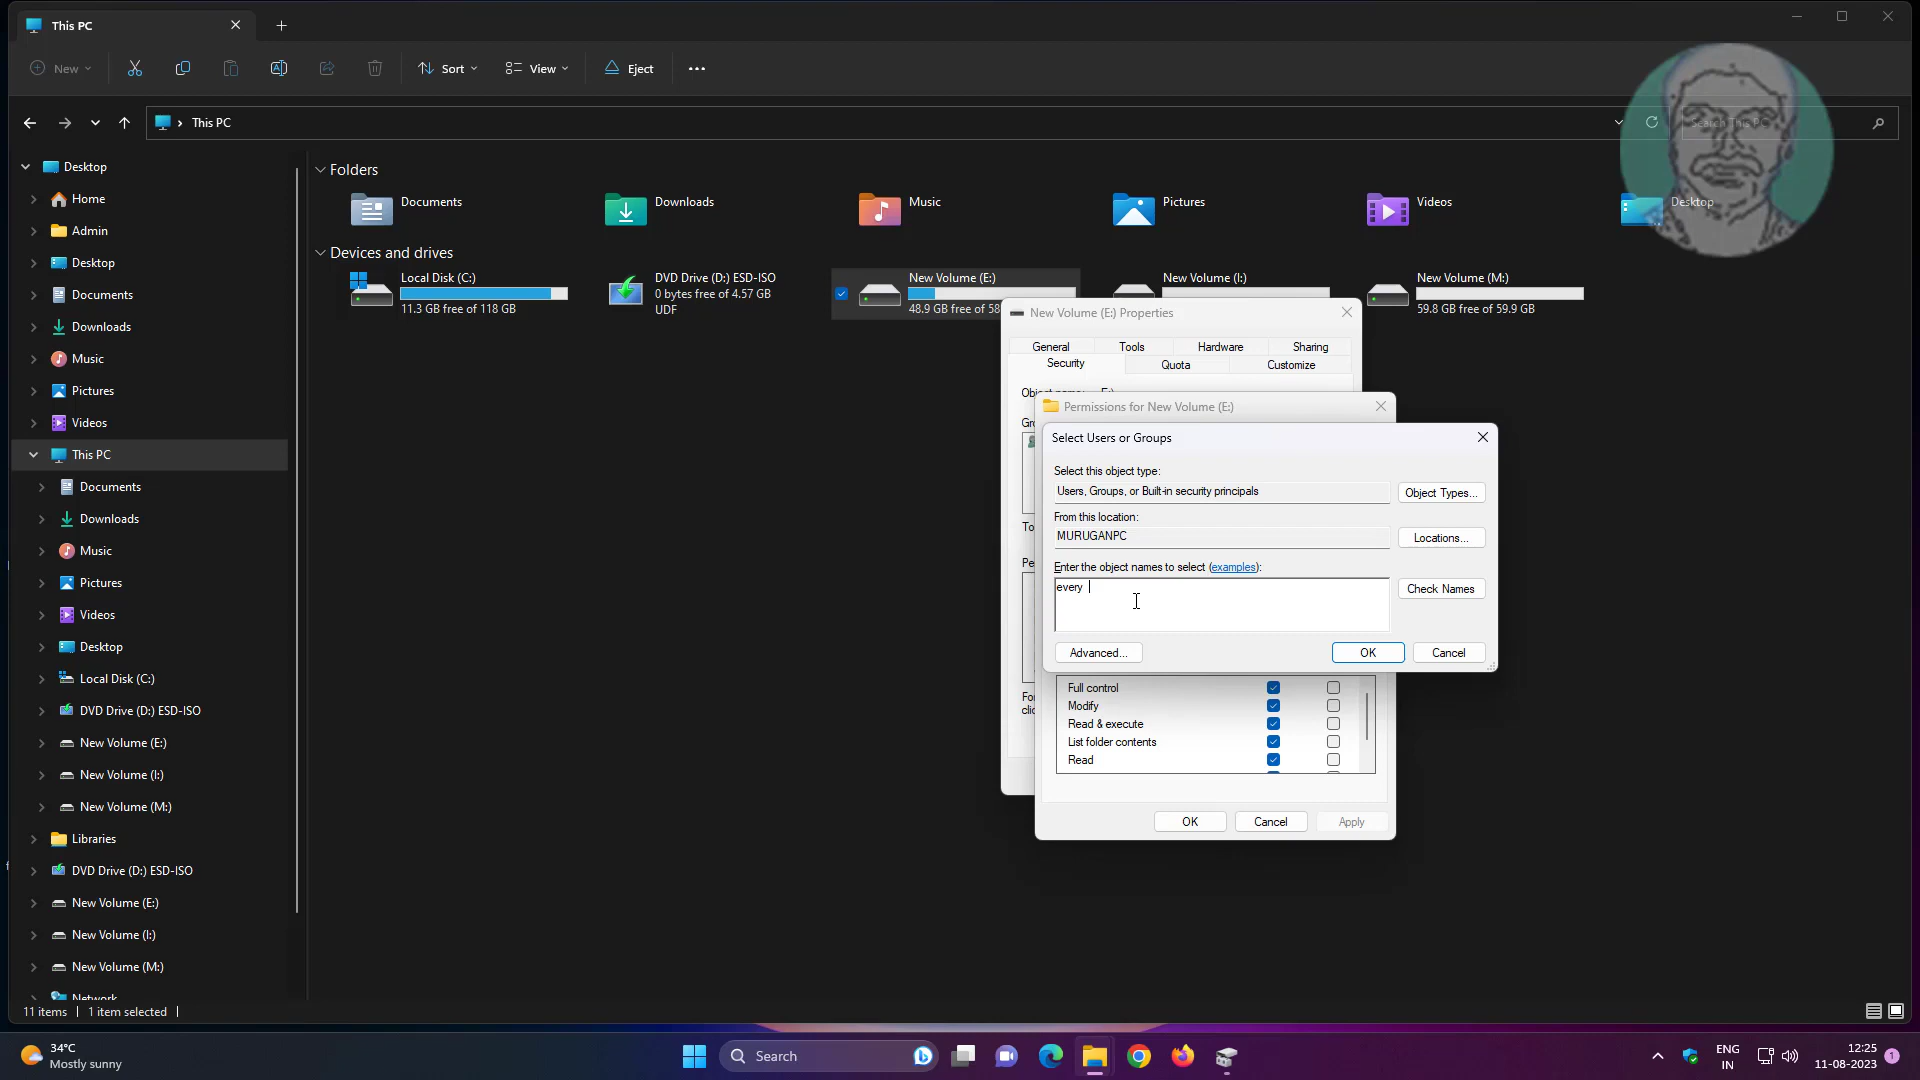 This PC
New
Sort
View
Eject
This PC
Search This PC
Desktop
Home
Admin
Desktop
Documents
Downloads
Music
Pictures
Videos
This PC
Documents
Downloads
Music
Pictures
Videos
Desktop
Local Disk (C:)
DVD Drive (D:) ESD-ISO
New Volume (E:)
New Volume (I:)
New Volume (M:)
Libraries
DVD Drive (D:) ESD-ISO
New Volume (E:)
New Volume (I:)
New Volume (M:)
Network
Folders
Documents
Downloads
Music
Pictures
Videos
Desktop
Devices and drives
Local Disk (C:)
11.3 GB free of 118 GB
DVD Drive (D:) ESD-ISO
0 bytes free of 4.57 GB
UDF
New Volume (E:)
48.9 GB free of 58
New Volume (I:)
New Volume (M:)
59.8 GB free of 59.9 GB
New Volume (E:) Properties
General Tools Hardware Sharing
Security Quota Customize
Permissions for New Volume (E:)
Select Users or Groups
Select this object type:
Users, Groups, or Built-in security principals
Object Types...
From this location:
MURUGANPC
Locations...
Enter the object names to select (examples):
every
Check Names
Advanced...
OK
Cancel
Full control
Modify
Read & execute
List folder contents
Read
OK
Cancel
Apply
11 items
1 item selected
34°C
Mostly sunny
Search
ENG
IN
12:25
11-08-2023
1